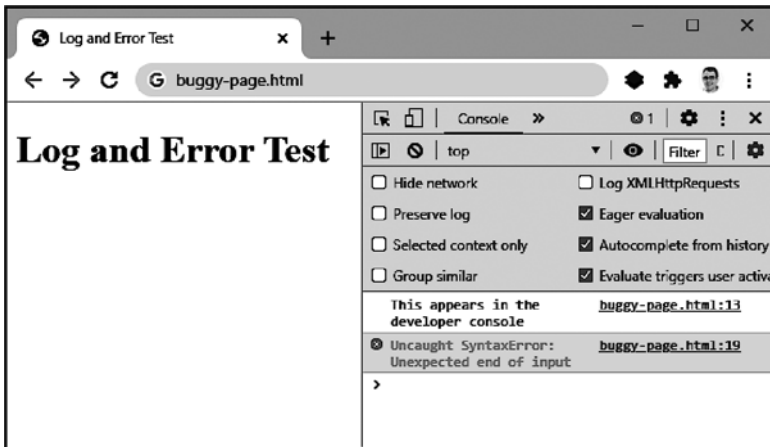 Log and Error Test
buggy-page.html
Log and Error Test
Console
1
top
Filter
Hide network
Log XMLHttpRequests
Preserve log
Eager evaluation
Selected context only
Autocomplete from history
Group similar
Evaluate triggers user activa
This appears in the buggy-page.html:13
developer console
Uncaught SyntaxError: buggy-page.html:19
Unexpected end of input